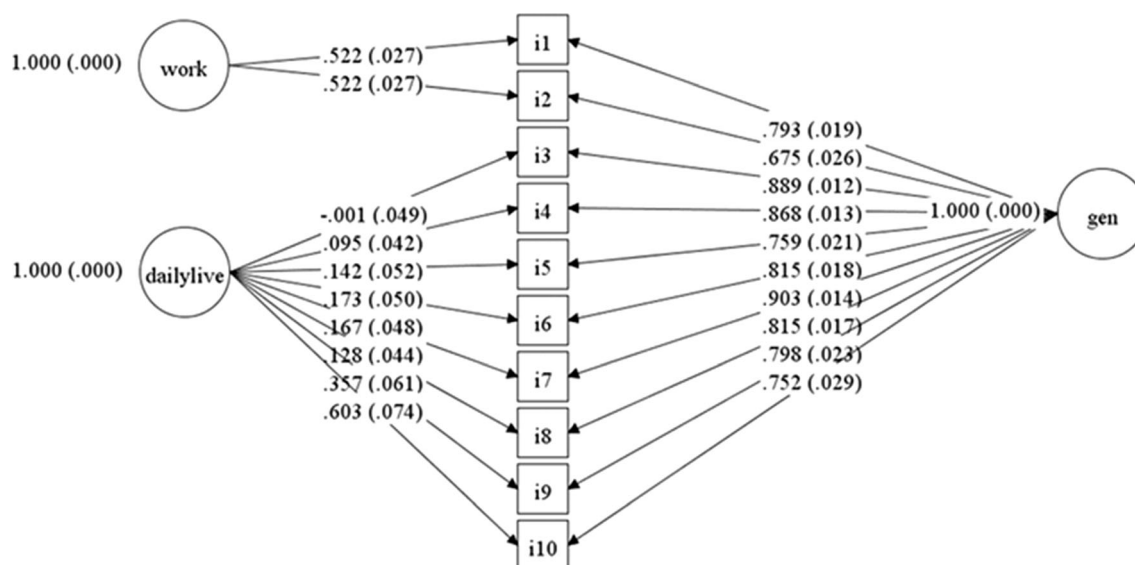 1.000 (.000)
work
.522 (.027)
.522 (.027)
1.000 (.000)
dailylive
-.001 (.049)
.095 (.042)
.142 (.052)
.173 (.050)
.167 (.048)
.128 (.044)
.357 (.061)
.603 (.074)
i1
i2
i3
i4
i5
i6
i7
i8
i9
i10
.793 (.019)
.675 (.026)
.889 (.012)
.868 (.013)
.759 (.021)
.815 (.018)
.903 (.014)
.815 (.017)
.798 (.023)
.752 (.029)
1.000 (.000)
gen